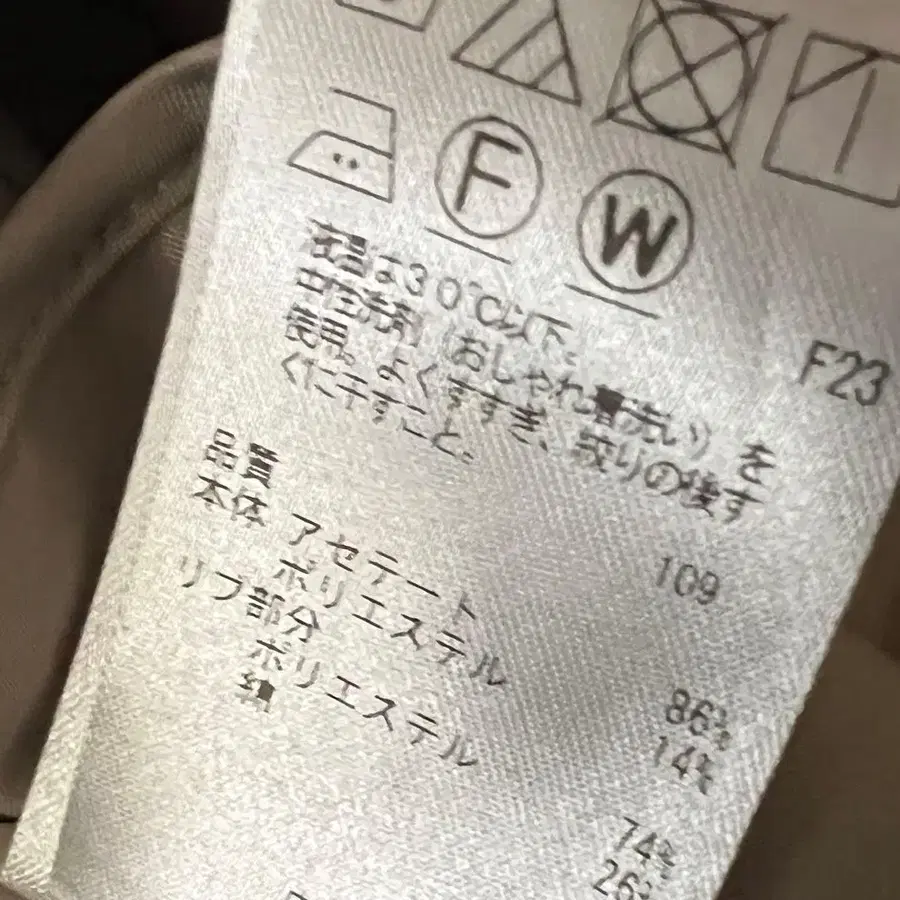 F
W
液温は30℃以下、
中性洗剤（おしゃれ着洗い）を
使用、よくすすぎ、絞りの後す
ぐに干すこと。
F23
109
品質
本体 アセテート 86%
ポリエステル 14%
リブ部分
ポリエステル 74%
綿 26%